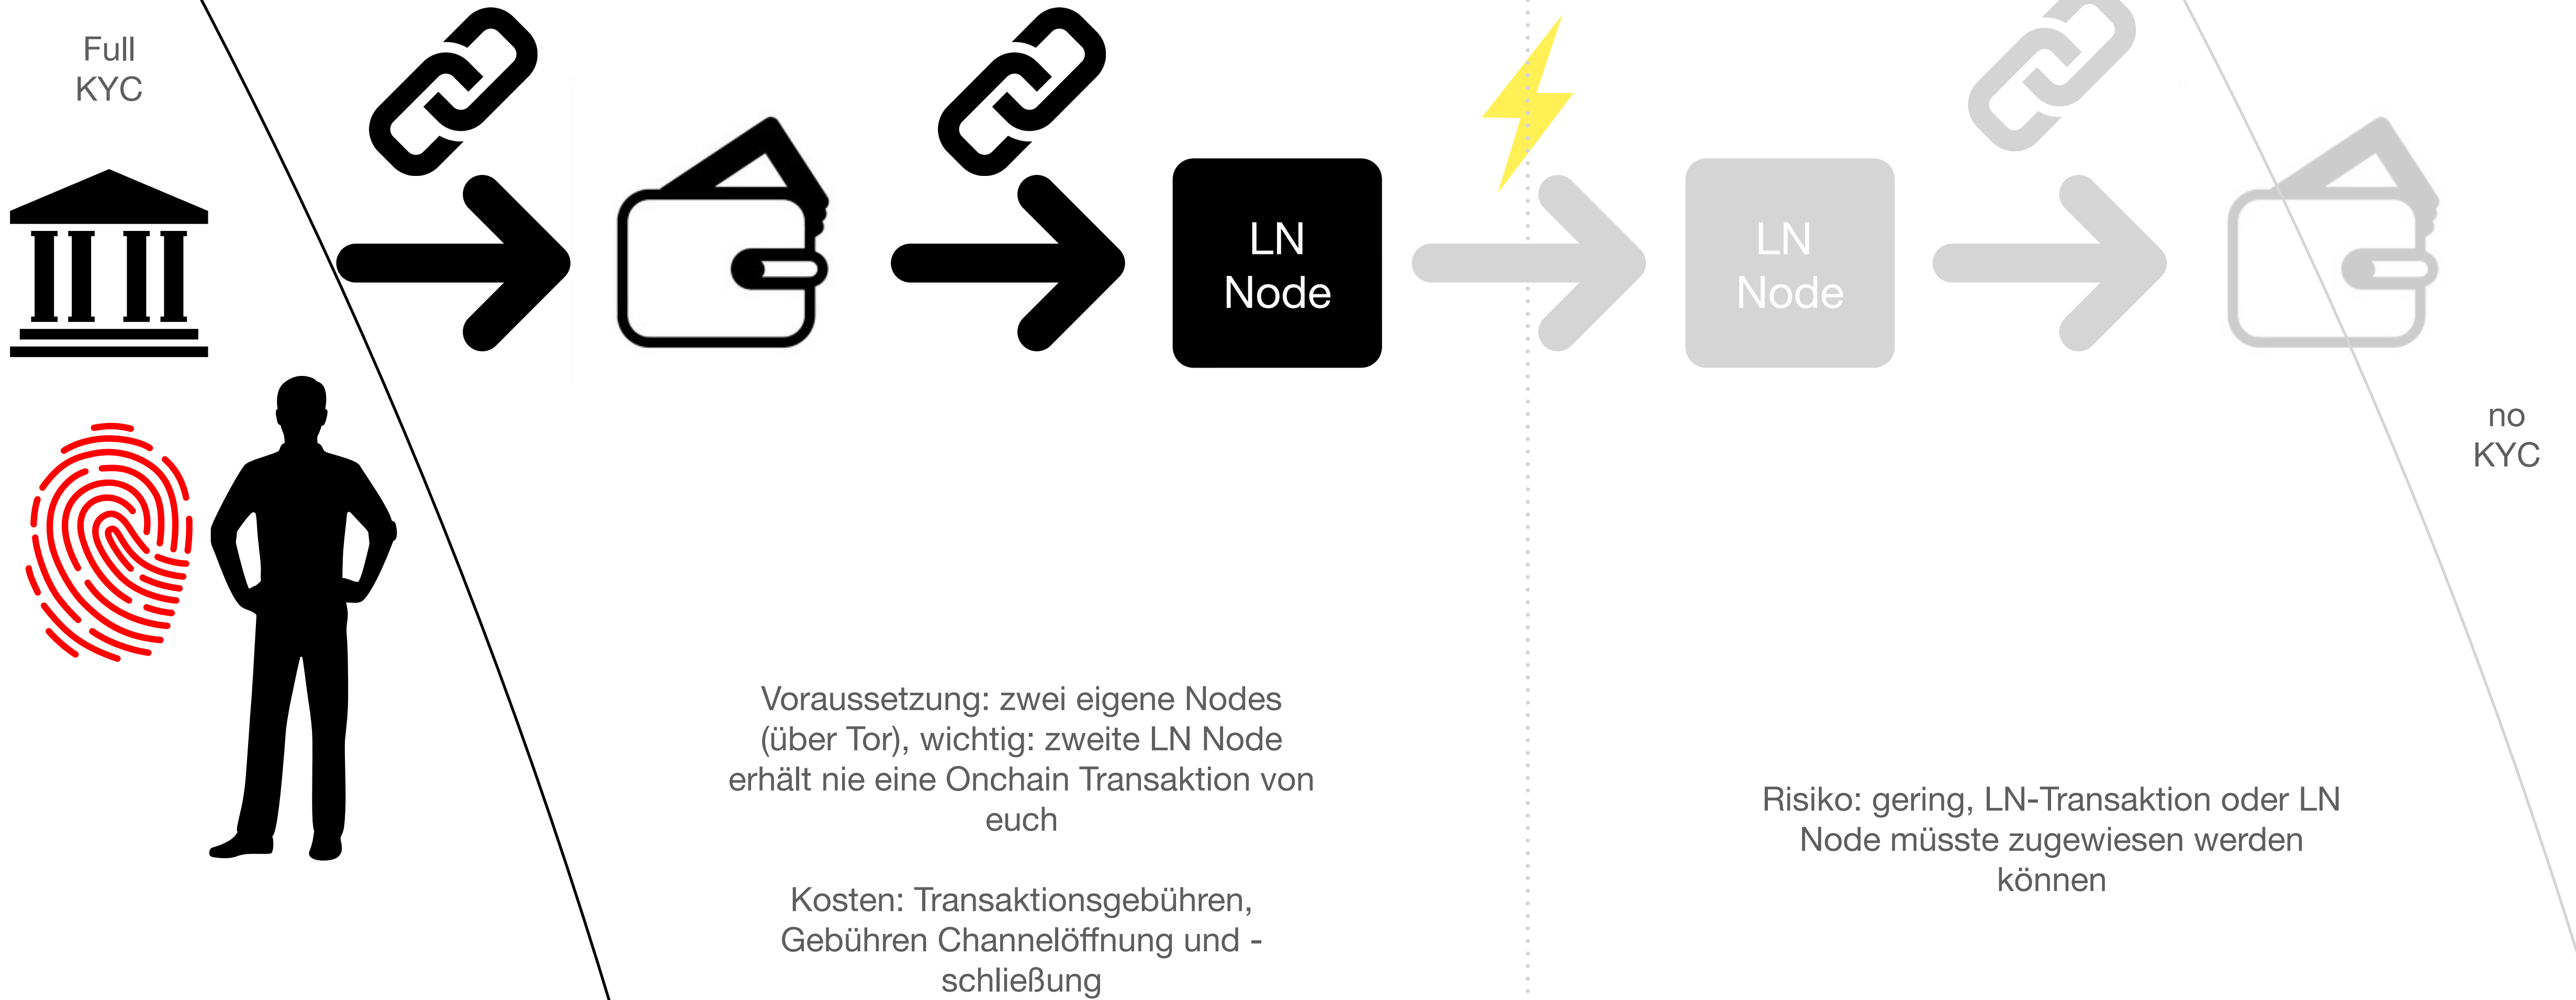 Full
KYC
LN
Node
LN
Node
no
KYC
Voraussetzung: zwei eigene Nodes
(über Tor), wichtig: zweite LN Node
erhält nie eine Onchain Transaktion von
euch
Kosten: Transaktionsgebühren,
Gebühren Channelöffnung und -
schließung
Risiko: gering, LN-Transaktion oder LN
Node müsste zugewiesen werden
können